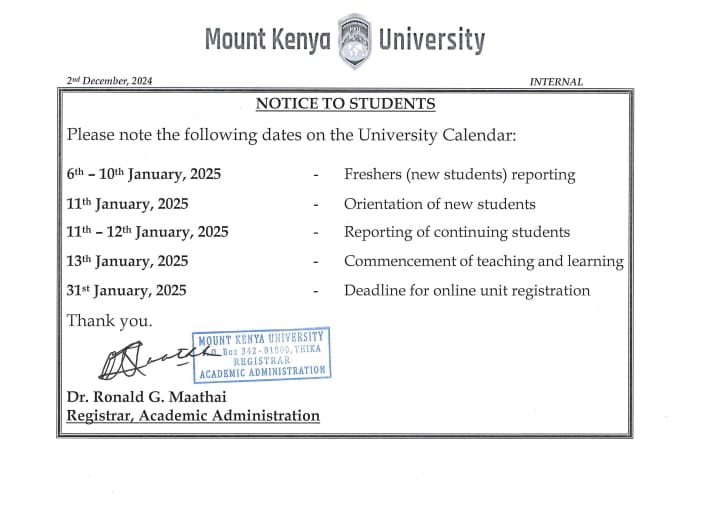 Mount Kenya University
2nd December, 2024 INTERNAL
NOTICE TO STUDENTS
Please note the following dates on the University Calendar:
6th – 10th January, 2025 - Freshers (new students) reporting
11th January, 2025 - Orientation of new students
11th – 12th January, 2025 - Reporting of continuing students
13th January, 2025 - Commencement of teaching and learning
31st January, 2025 - Deadline for online unit registration
Thank you.
MOUNT KENYA UNIVERSITY
Box 342 - 01000, THIKA
REGISTRAR
ACADEMIC ADMINISTRATION
Dr. Ronald G. Maathai
Registrar, Academic Administration